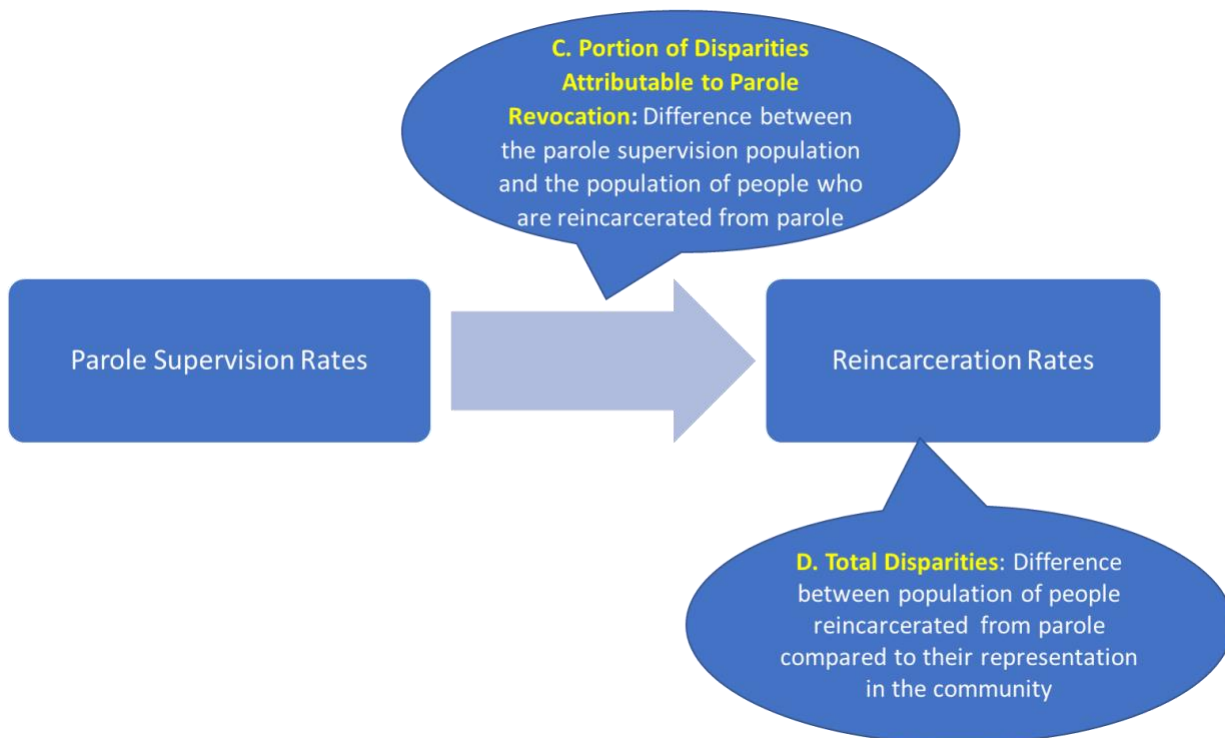 C. Portion of Disparities
Attributable to Parole
Revocation: Difference between
the parole supervision population
and the population of people who
are reincarcerated from parole
Parole Supervision Rates
Reincarceration Rates
D. Total Disparities: Difference
between population of people
reincarcerated from parole
compared to their representation
in the community